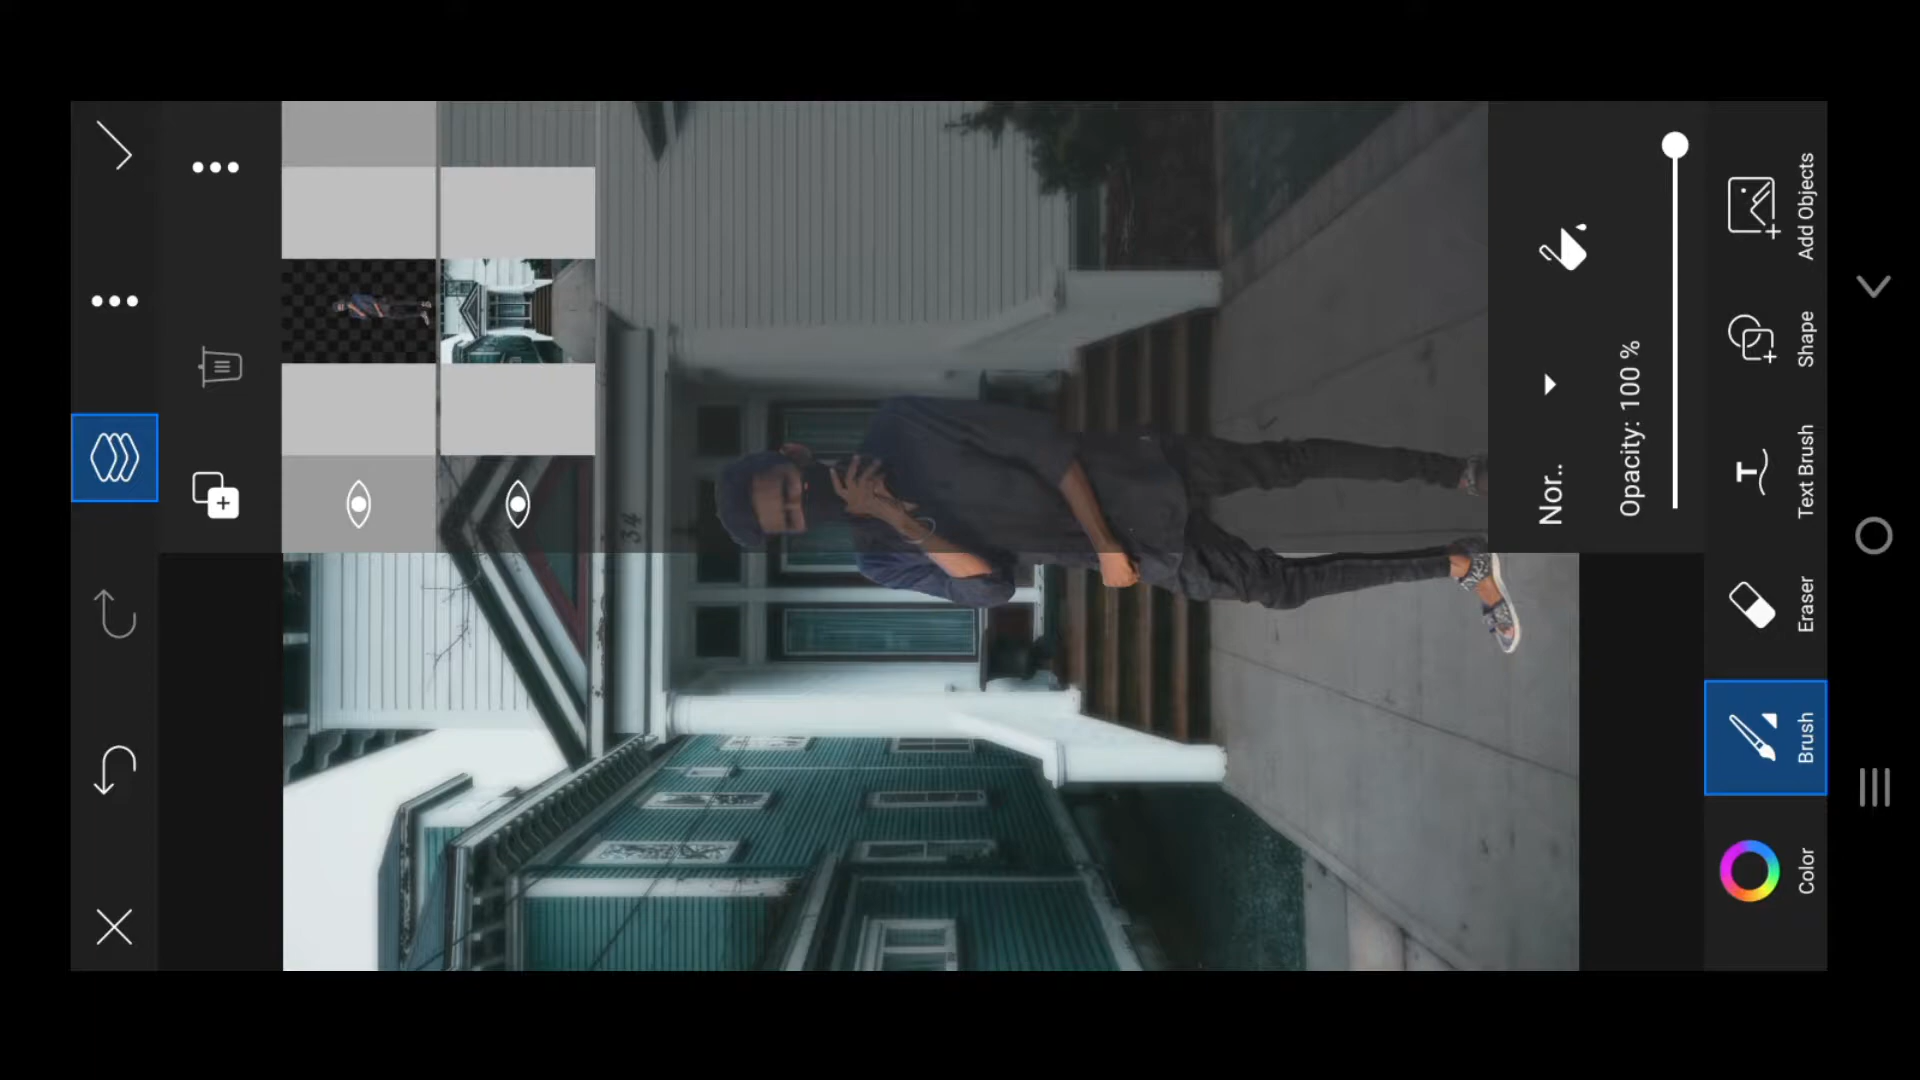 34
Nor..
Opacity: 100 %
Color
Brush
Eraser
Text Brush
Shape
Add Objects